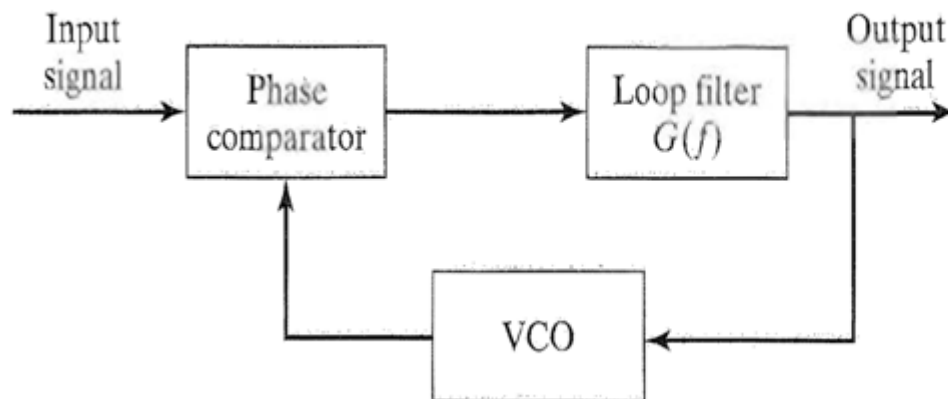 Input
signal
Phase
comparator
Loop filter
G(f)
Output
signal
VCO